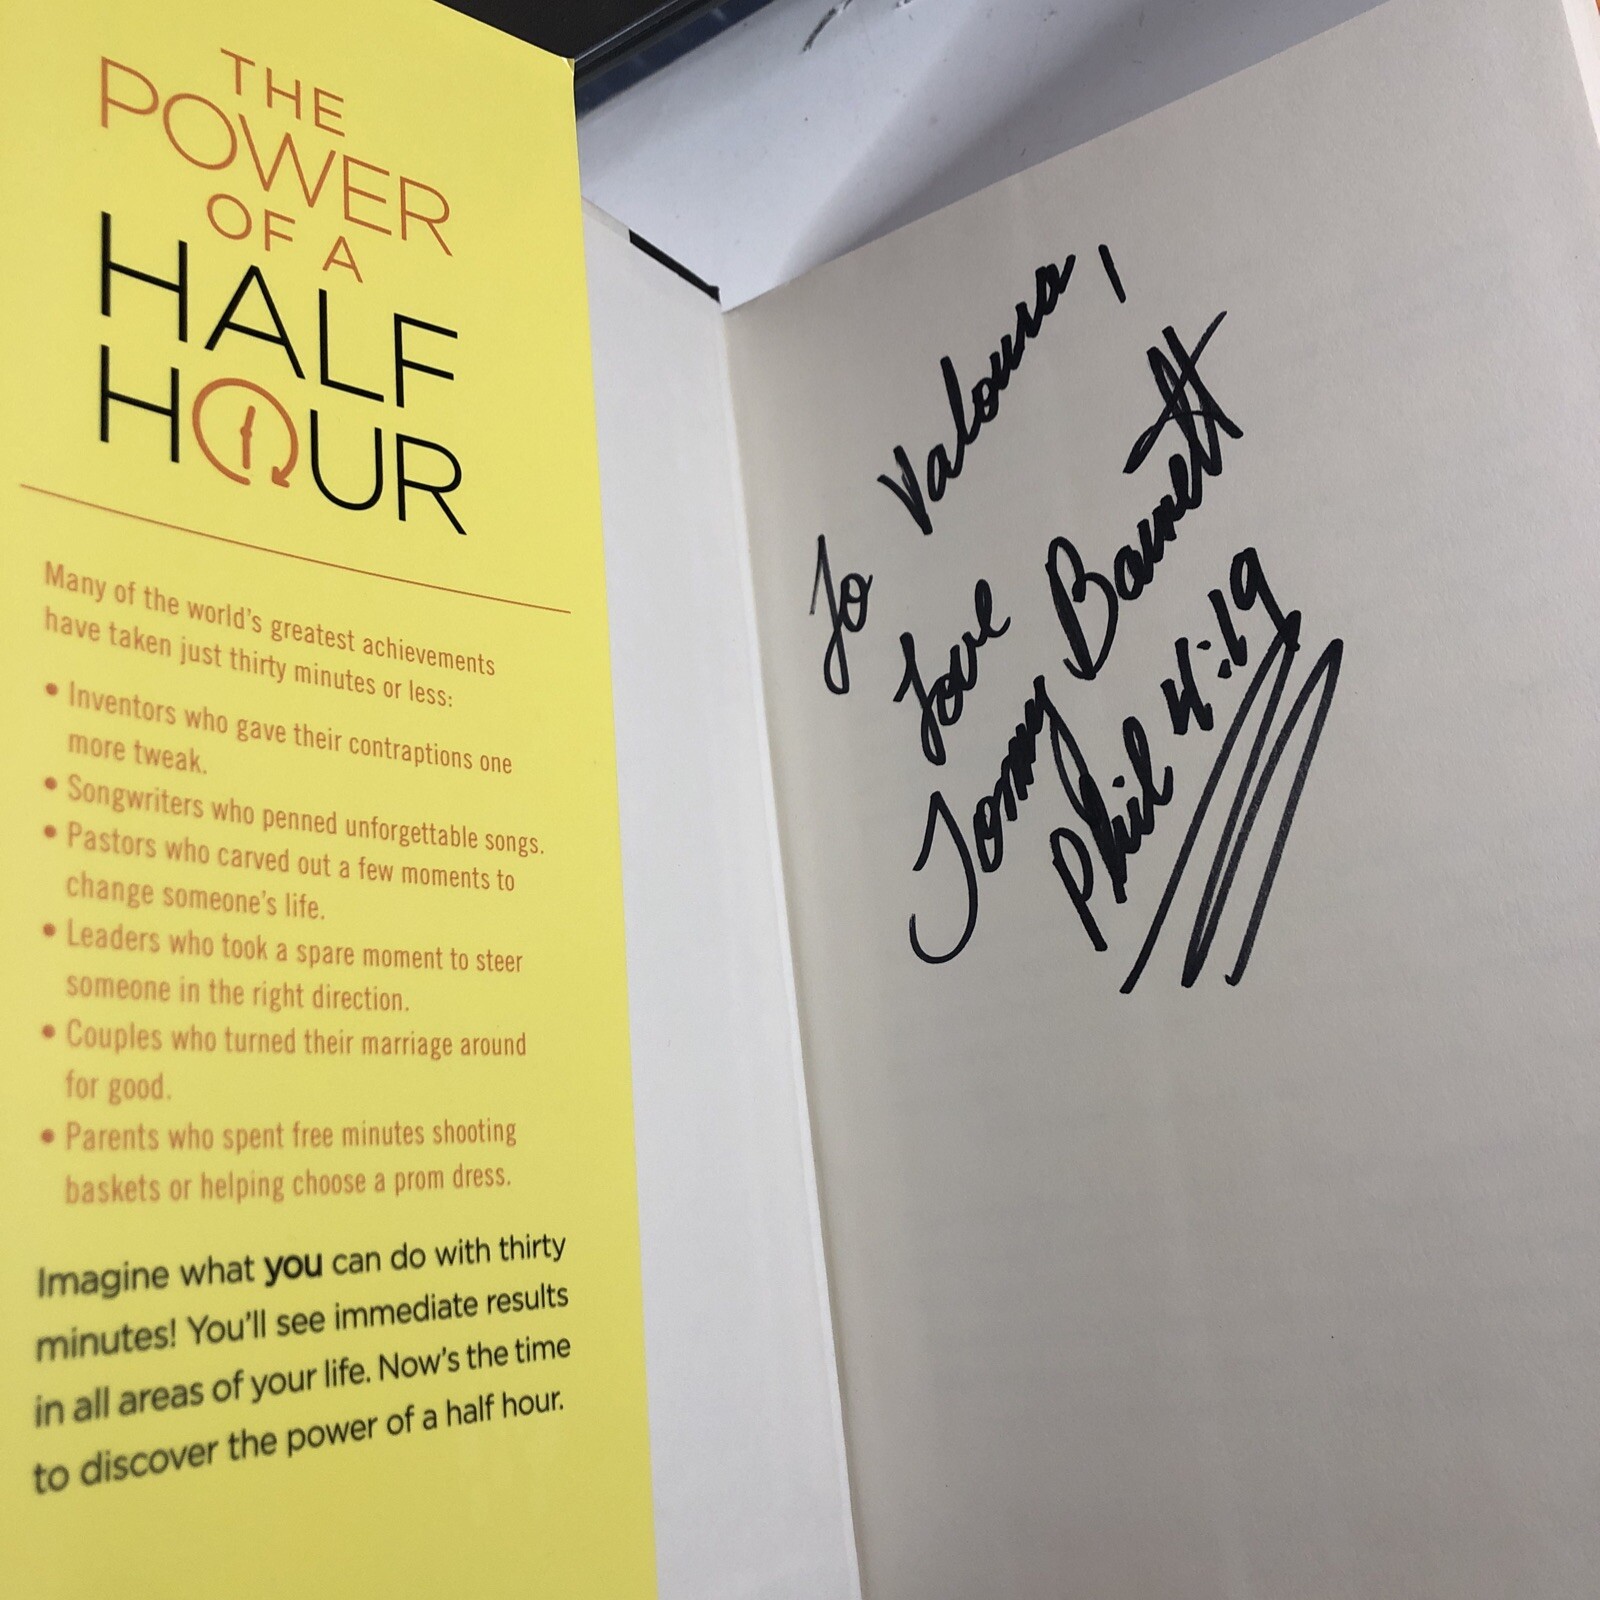 THE
POWER
OF A
HALF
HOUR
Many of the world's greatest achievements
have taken just thirty minutes or less:
• Inventors who gave their contraptions one
more tweak.
• Songwriters who penned unforgettable songs.
• Pastors who carved out a few moments to
change someone's life.
• Leaders who took a spare moment to steer
someone in the right direction.
• Couples who turned their marriage around
for good.
• Parents who spent free minutes shooting
baskets or helping choose a prom dress.
Imagine what you can do with thirty
minutes! You'll see immediate results
in all areas of your life. Now's the time
to discover the power of a half hour.
To Valoura,
Love
Tommy Barnett
Phil 4:19